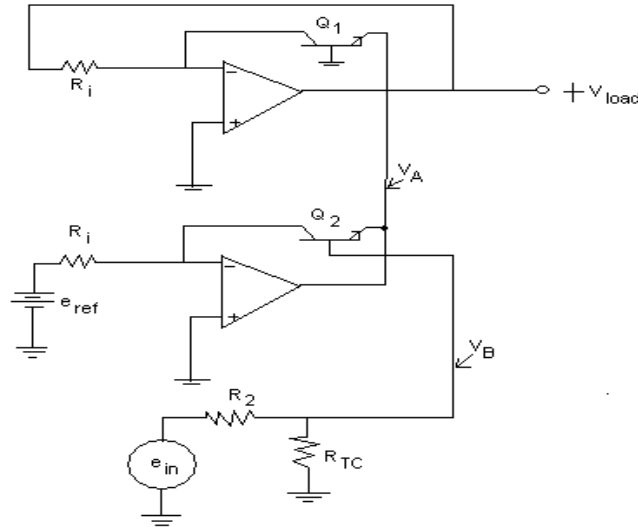 Q1
−
+
Ri
+ Vload
VA
Q2
Ri
−
+
eref
VB
R2
RTC
ein